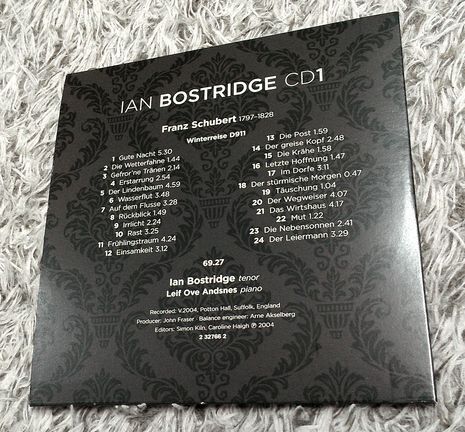 IAN BOSTRIDGE CD1
Franz Schubert 1797–1828
Winterreise D911
1 Gute Nacht 5.30
2 Die Wetterfahne 1.44
3 Gefror'ne Tränen 2.14
4 Erstarrung 2.54
5 Der Lindenbaum 4.59
6 Wasserflut 3.48
7 Auf dem Flusse 3.28
8 Rückblick 1.49
9 Irrlicht 2.24
10 Rast 3.25
11 Frühlingstraum 4.24
12 Einsamkeit 3.12
13 Die Post 1.59
14 Der greise Kopf 2.48
15 Die Krähe 1.58
16 Letzte Hoffnung 1.47
17 Im Dorfe 3.11
18 Der stürmische Morgen 0.47
19 Täuschung 1.04
20 Der Wegweiser 4.07
21 Das Wirtshaus 4.17
22 Mut 1.22
23 Die Nebensonnen 2.41
24 Der Leiermann 3.29
69.27
Ian Bostridge tenor
Leif Ove Andsnes piano
Recorded: V.2004, Potton Hall, Suffolk, England
Producer: John Fraser · Balance engineer: Arne Akselberg
Editors: Simon Kiln, Caroline Haigh ℗ 2004
2 32766 2